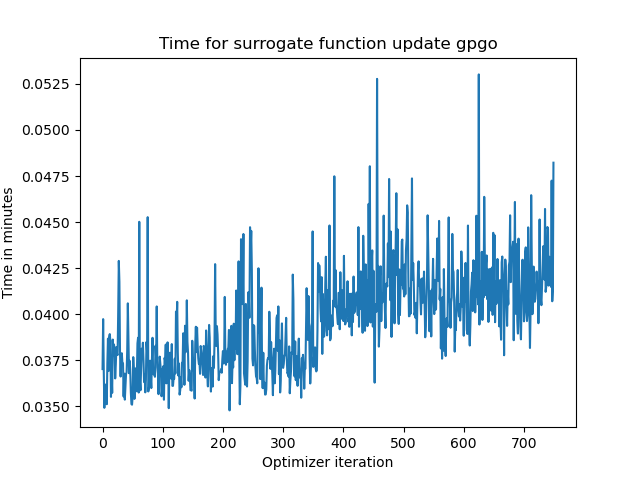 Time for surrogate function update gpgo
Time in minutes
0.0525
0.0500
0.0475
0.0450
0.0425
0.0400
0.0375
0.0350
0 100 200 300 400 500 600 700
Optimizer iteration